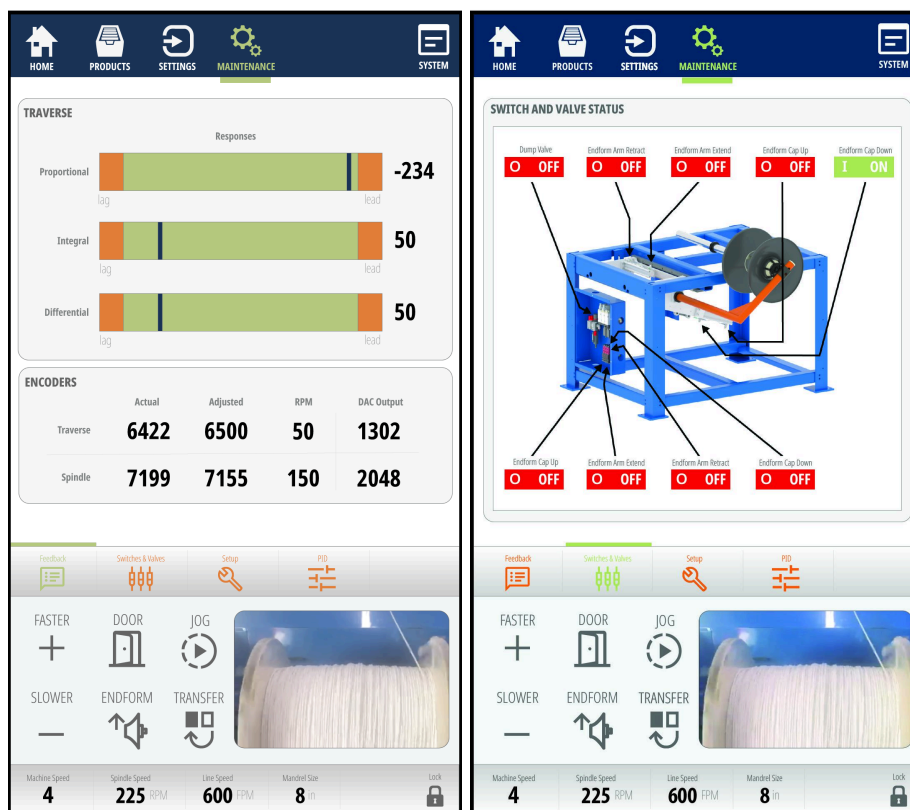 HOME PRODUCTS SETTINGS MAINTENANCE SYSTEM
TRAVERSE
Responses
Proportional -234
lag lead
Integral 50
lag lead
Differential 50
lag lead
ENCODERS
Actual Adjusted RPM DAC Output
Traverse 6422 6500 50 1302
Spindle 7199 7155 150 2048
Feedback Switches & Valves Setup PID
FASTER DOOR JOG
SLOWER ENDFORM TRANSFER
Machine Speed Spindle Speed Line Speed Mandrel Size Lock
4 225 RPM 600 FPM 8 in
HOME PRODUCTS SETTINGS MAINTENANCE SYSTEM
SWITCH AND VALVE STATUS
Dump Valve Endform Arm Retract Endform Arm Extend Endform Cap Up Endform Cap Down
O OFF O OFF O OFF O OFF I ON
Endform Cap Up Endform Arm Extend Endform Arm Retract Endform Cap Down
O OFF O OFF O OFF O OFF
Feedback Switches & Valves Setup PID
FASTER DOOR JOG
SLOWER ENDFORM TRANSFER
Machine Speed Spindle Speed Line Speed Mandrel Size Lock
4 225 RPM 600 FPM 8 in